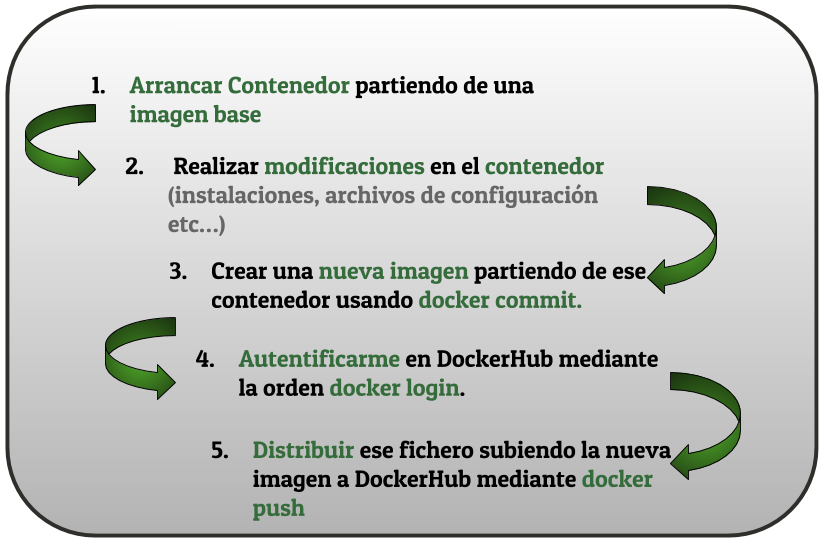 1. Arrancar Contenedor partiendo de una
imagen base
2. Realizar modificaciones en el contenedor
(instalaciones, archivos de configuración
etc...)
3. Crear una nueva imagen partiendo de ese
contenedor usando docker commit.
4. Autentificarme en DockerHub mediante
la orden docker login.
5. Distribuir ese fichero subiendo la nueva
imagen a DockerHub mediante docker
push